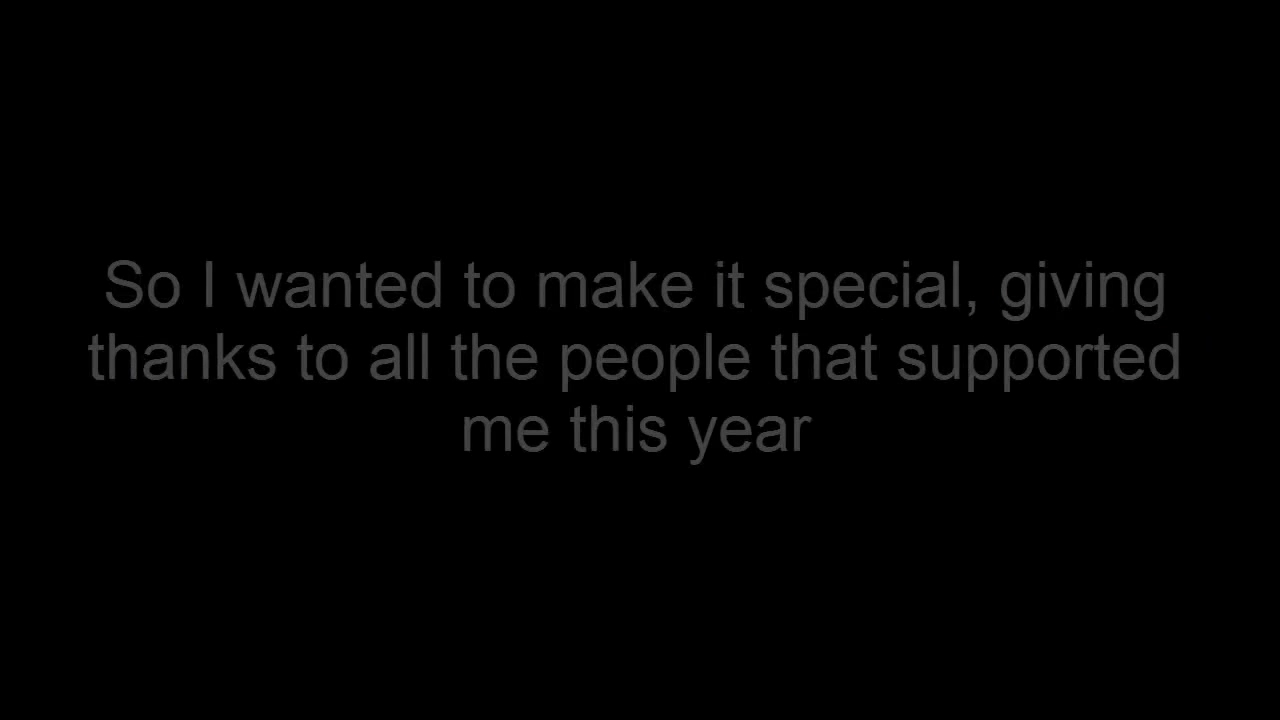 So I wanted to make it special, giving
thanks to all the people that supported
me this year